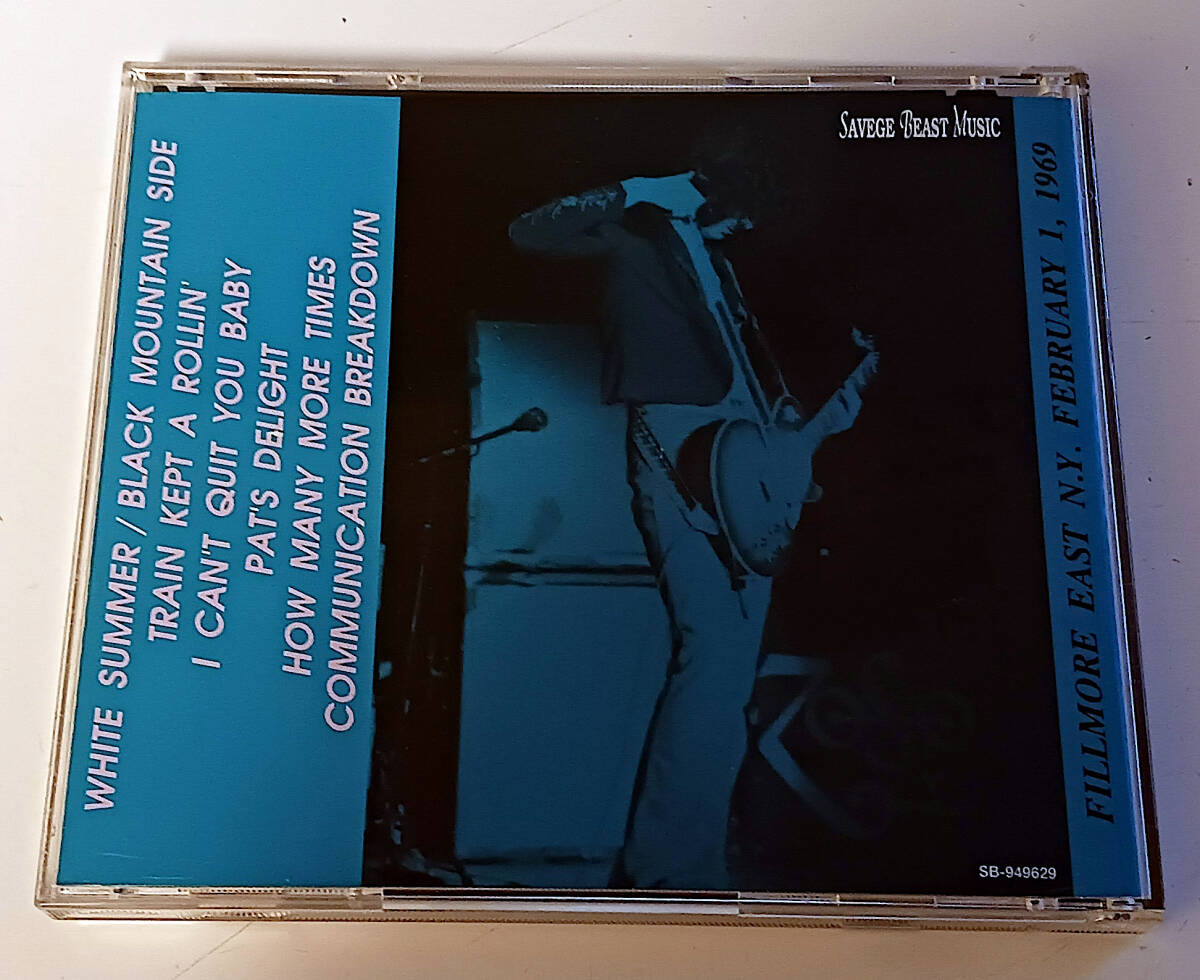 WHITE SUMMER / BLACK MOUNTAIN SIDE
TRAIN KEPT A ROLLIN'
I CAN'T QUIT YOU BABY
PAT'S DELIGHT
HOW MANY MORE TIMES
COMMUNICATION BREAKDOWN
SAVEGE BEAST MUSIC
SB-949629
FILLMORE EAST N.Y. FEBRUARY 1, 1969